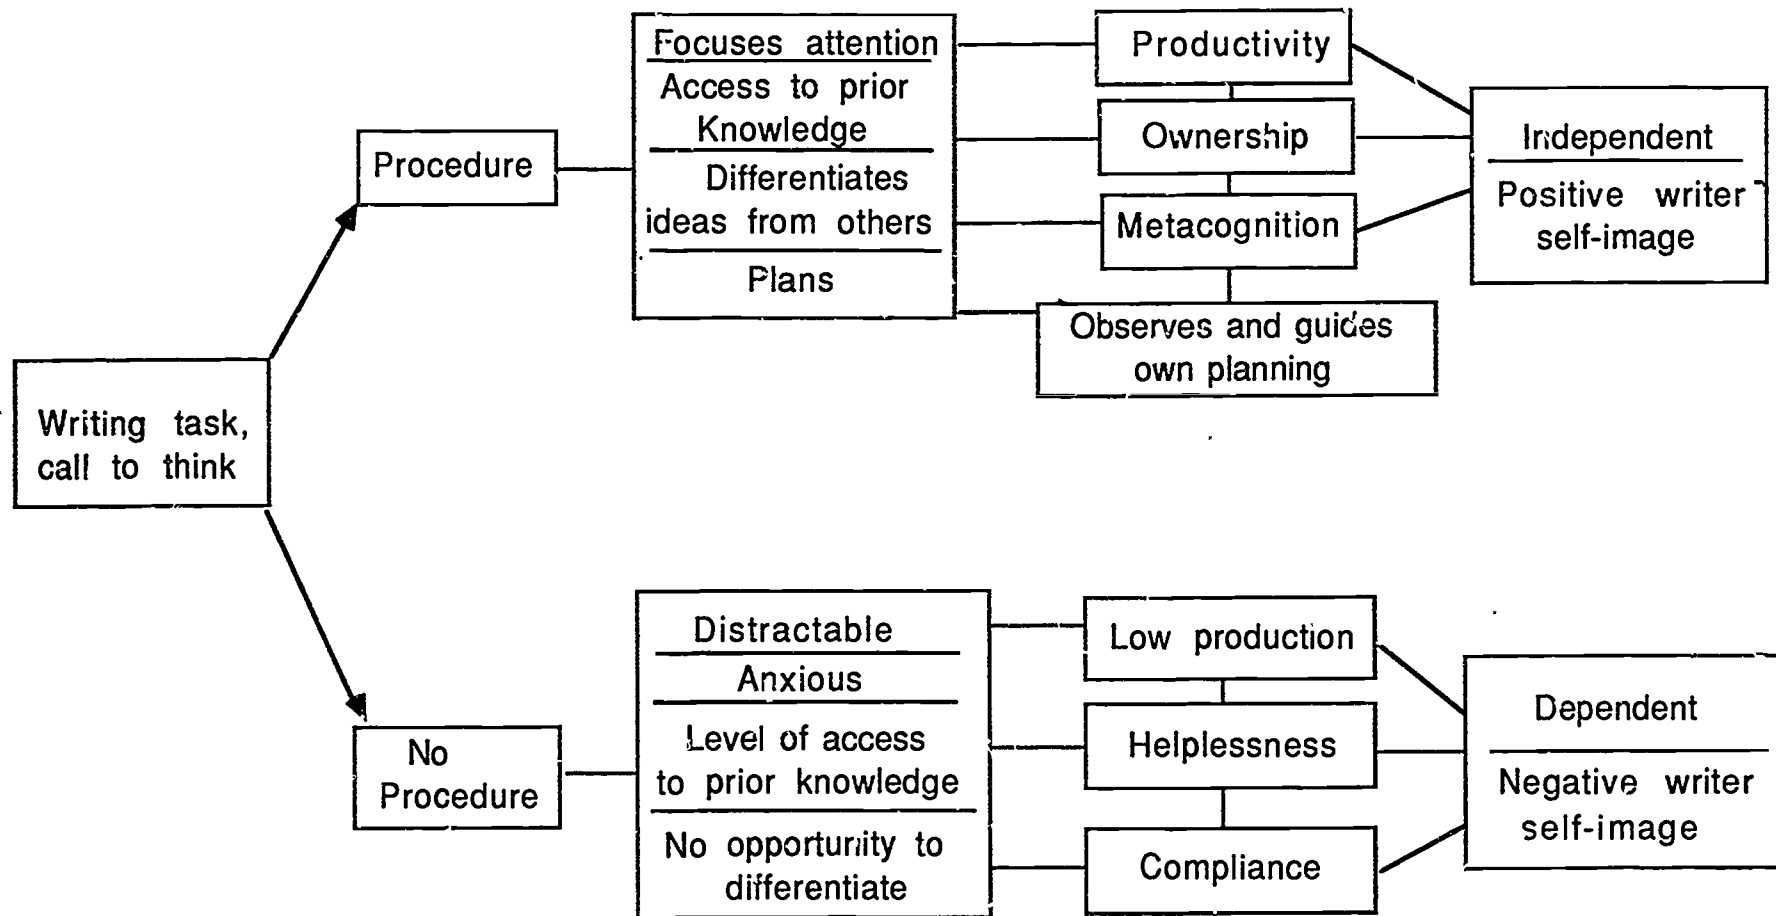 Focuses attention
Access to prior
Knowledge
Differentiates
ideas from others
Plans
Productivity
Ownership
Metacognition
Observes and guides
own planning
Independent
Positive writer
self-image
Procedure
Writing task,
call to think
No
Procedure
Distractable
Anxious
Level of access
to prior knowledge
No opportunity to
differentiate
Low production
Helplessness
Compliance
Dependent
Negative writer
self-image